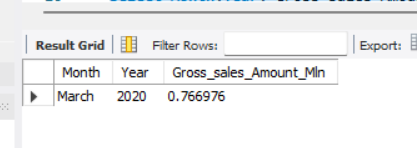 Result Grid Filter Rows: Export:
Month Year Gross_sales_Amount_Mln
March 2020 0.766976